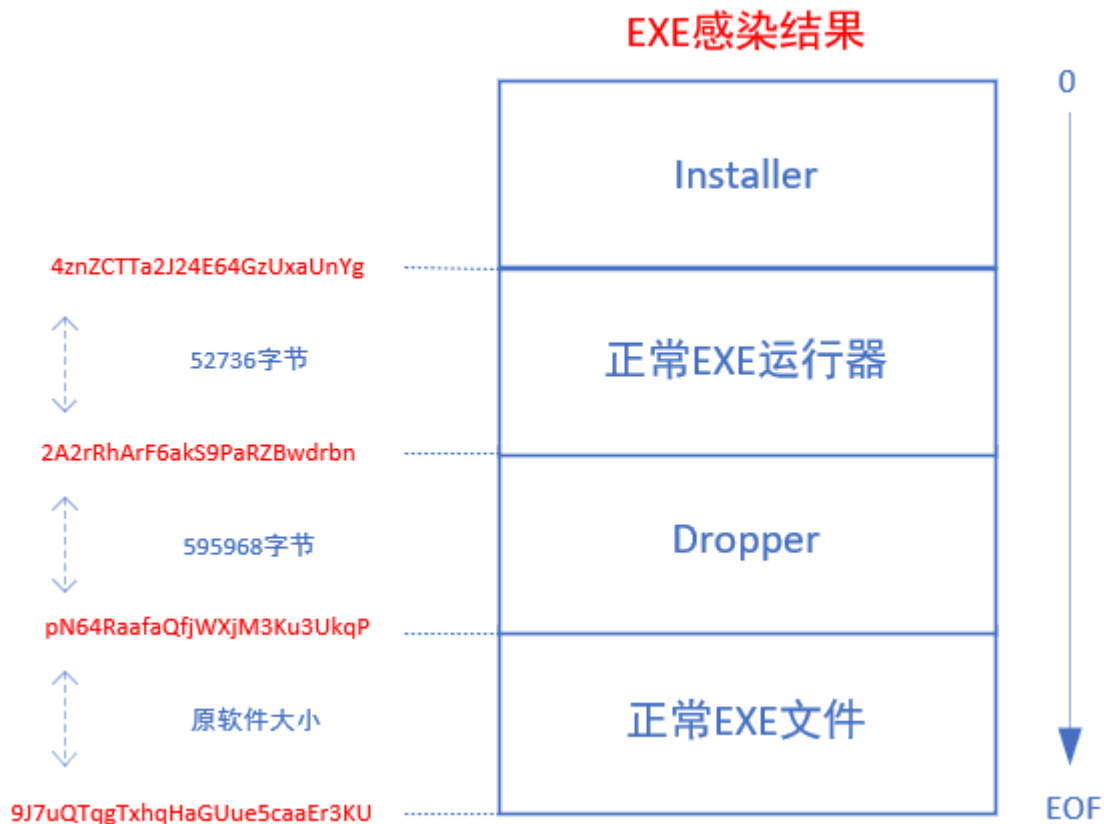 EXE感染结果
0
Installer
4znZCTTa2J24E64GzUxaUnYg
52736字节
正常EXE运行器
2A2rRhArF6akS9PaRZBwdrbn
595968字节
Dropper
pN64RaafaQfjWXjM3Ku3UkqP
原软件大小
正常EXE文件
9J7uQTqgTxhqHaGUue5caaEr3KU
EOF